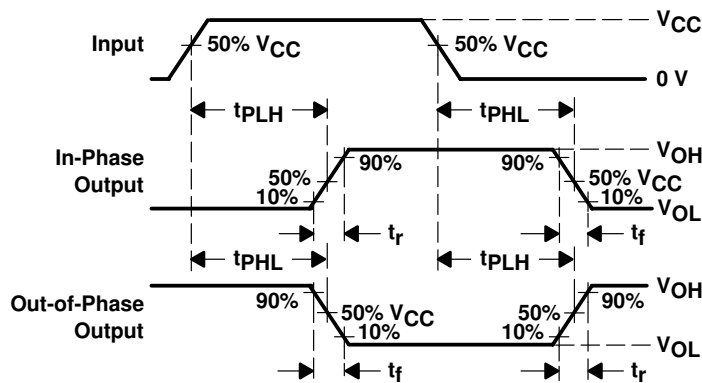 VCC
Input
50% VCC
50% VCC
0 V
tPLH
tPHL
In-Phase
Output
VOH
90%
90%
50%
50% VCC
10%
10%
VOL
tr
tf
tPHL
tPLH
Out-of-Phase
Output
VOH
90%
90%
50% VCC
50%
10%
10%
VOL
tf
tr